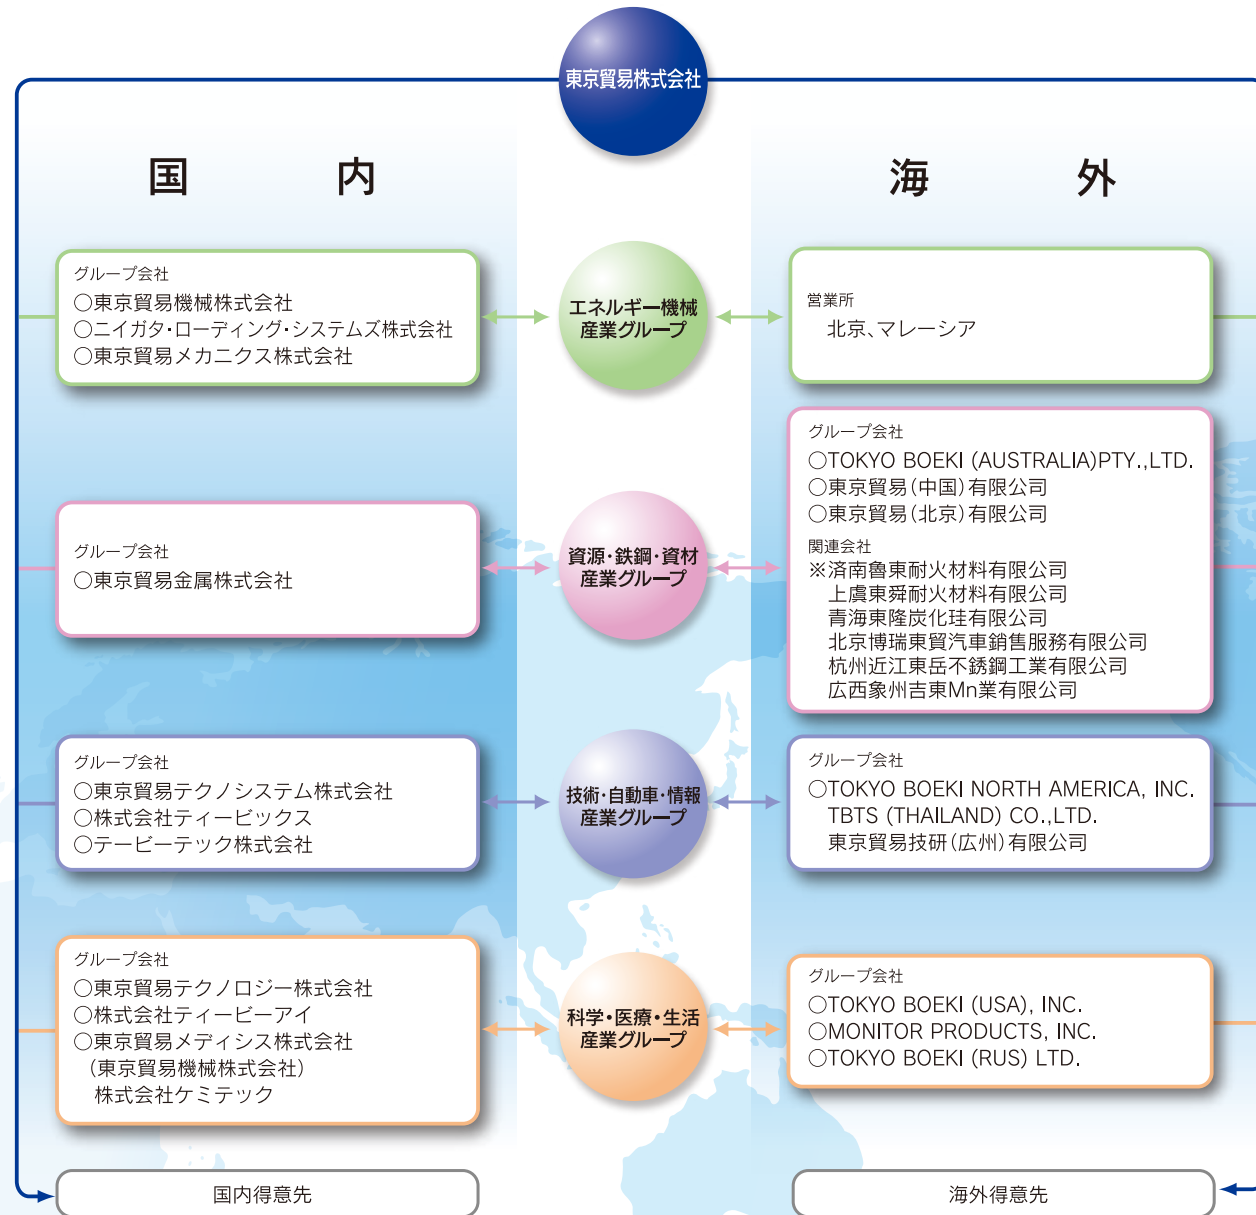 東京貿易株式会社
国内
海外
グループ会社
○東京貿易機械株式会社
○ニイガタ・ローディング・システムズ株式会社
○東京貿易メカニクス株式会社
エネルギー機械
産業グループ
営業所
北京、マレーシア
グループ会社
○東京貿易金属株式会社
資源・鉄鋼・資材
産業グループ
グループ会社
○TOKYO BOEKI (AUSTRALIA)PTY.,LTD.
○東京貿易(中国)有限公司
○東京貿易(北京)有限公司
関連会社
※済南魯東耐火材料有限公司
上虞東舜耐火材料有限公司
青海東隆炭化珪有限公司
北京博瑞東貿汽車銷售服務有限公司
杭州近江東岳不銹鋼工業有限公司
広西象州吉東Mn業有限公司
グループ会社
○東京貿易テクノシステム株式会社
○株式会社ティービックス
○テービーテック株式会社
技術・自動車・情報
産業グループ
グループ会社
○TOKYO BOEKI NORTH AMERICA, INC.
TBTS (THAILAND) CO.,LTD.
東京貿易技研(広州)有限公司
グループ会社
○東京貿易テクノロジー株式会社
○株式会社ティービーアイ
○東京貿易メディシス株式会社
(東京貿易機械株式会社)
株式会社ケミテック
科学・医療・生活
産業グループ
グループ会社
○TOKYO BOEKI (USA), INC.
○MONITOR PRODUCTS, INC.
○TOKYO BOEKI (RUS) LTD.
国内得意先
海外得意先